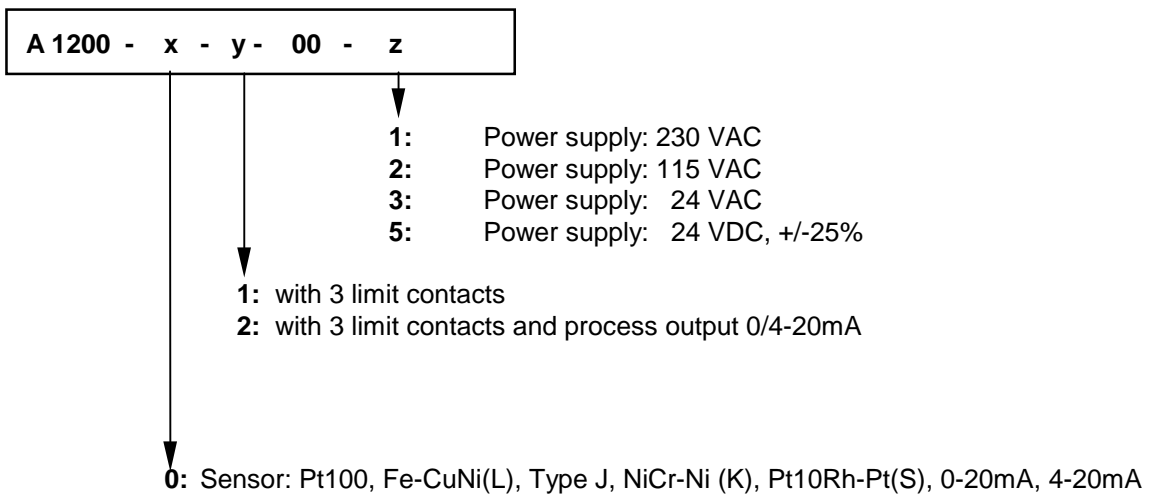 A 1200 - x - y - 00 - z
1: Power supply: 230 VAC
2: Power supply: 115 VAC
3: Power supply: 24 VAC
5: Power supply: 24 VDC, +/-25%
1: with 3 limit contacts
2: with 3 limit contacts and process output 0/4-20mA
0: Sensor: Pt100, Fe-CuNi(L), Type J, NiCr-Ni (K), Pt10Rh-Pt(S), 0-20mA, 4-20mA